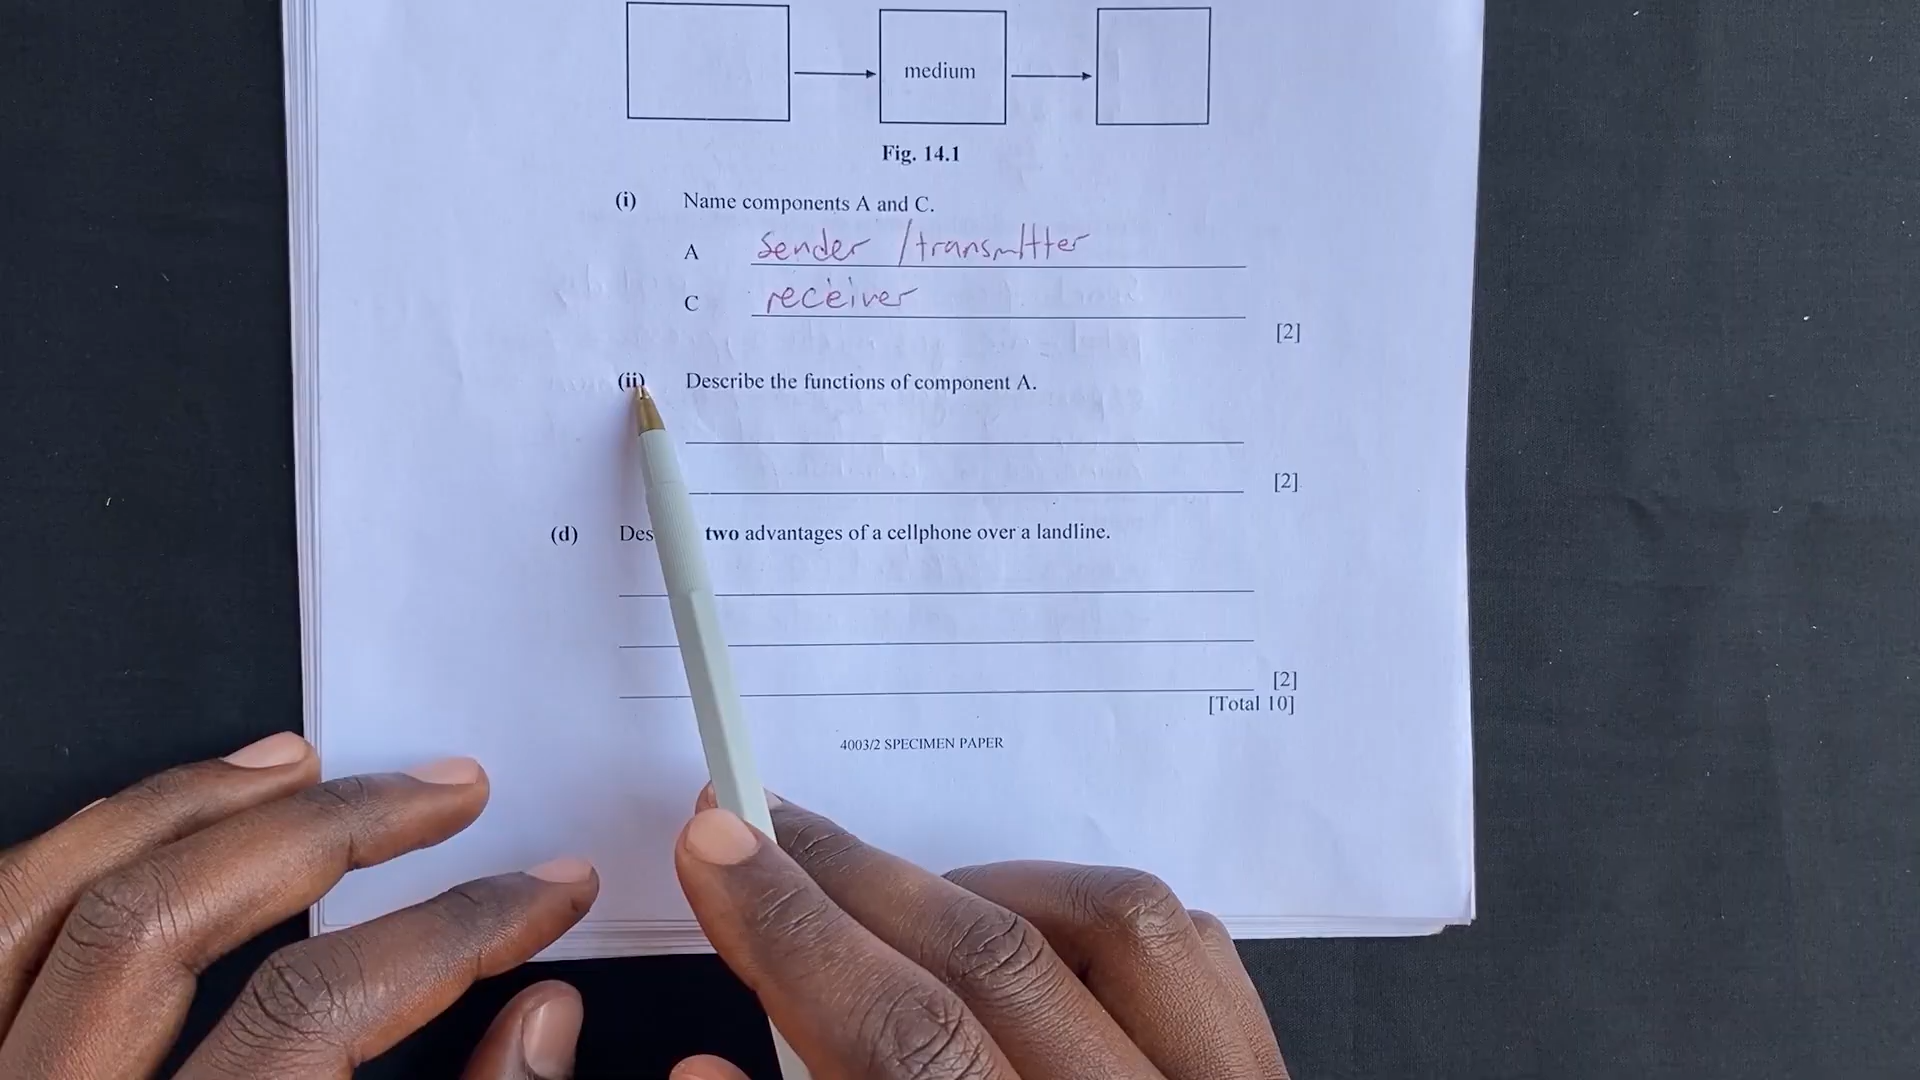 medium
Fig. 14.1
(i) Name components A and C.
A sender / transmitter
C receiver
[2]
(ii) Describe the functions of component A.
[2]
(d) Des two advantages of a cellphone over a landline.
[2]
[Total 10]
4003/2 SPECIMEN PAPER